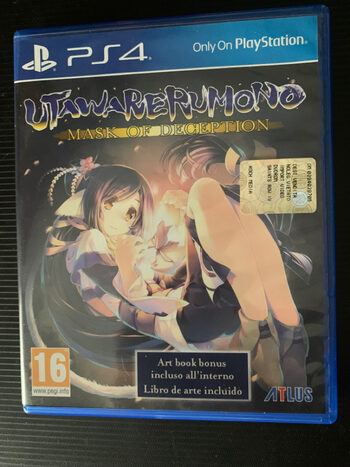 PS4
Only On PlayStation®
UTAWARERUMONO
MASK OF DECEPTION
16
www.pegi.info
Art book bonus
incluso all'interno
Libro de arte incluido
ATLUS